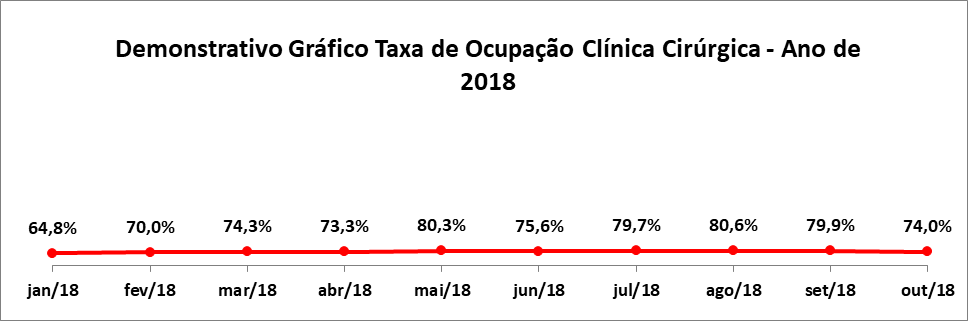 Demonstrativo Gráfico Taxa de Ocupação Clínica Cirúrgica - Ano de
2018
64,8% 70,0% 74,3% 73,3% 80,3% 75,6% 79,7% 80,6% 79,9% 74,0%
jan/18 fev/18 mar/18 abr/18 mai/18 jun/18 jul/18 ago/18 set/18 out/18